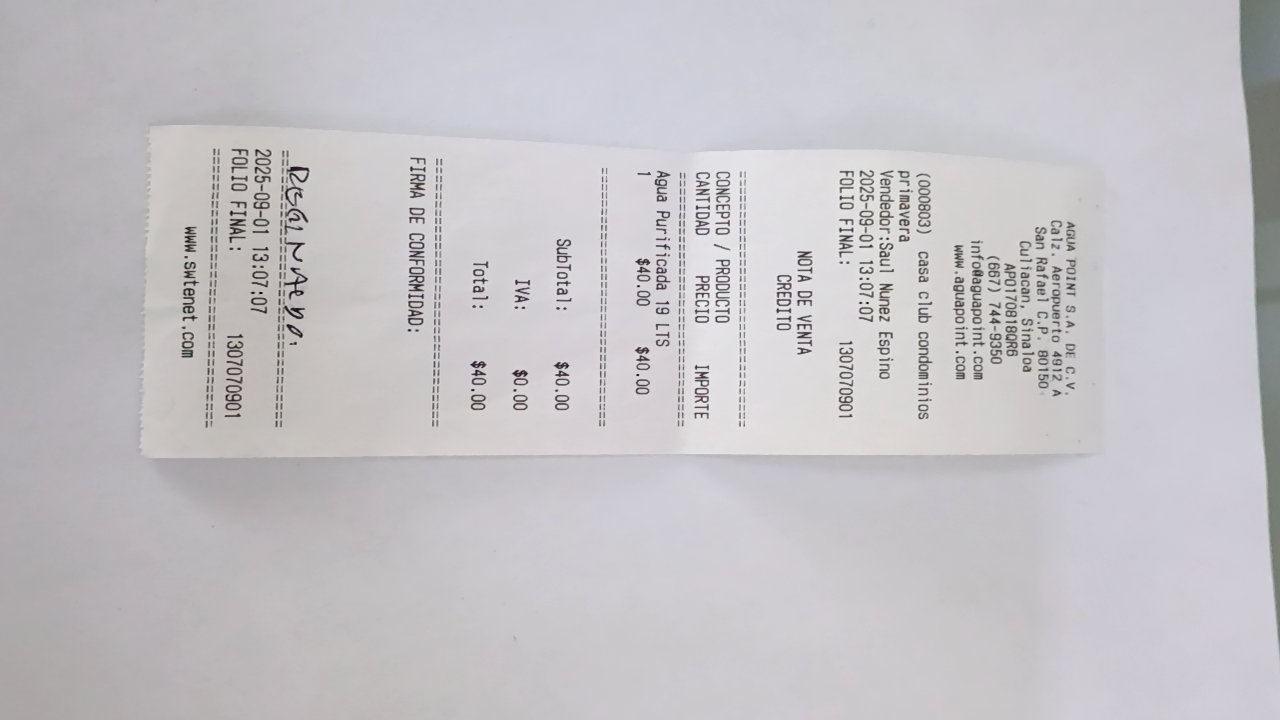 AGUA POINT S.A. DE C.V.
Calz. Aeropuerto 4912 A
San Rafael C.P. 80150
Culiacan, Sinaloa
APO170818QR6
(667) 744-9350
info@aguapoint.com
www.aguapoint.com
(000803) casa club condominios
primavera
Vendedor:Saul Nunez Espino
2025-09-01 13:07:07
FOLIO FINAL: 1307070901
NOTA DE VENTA
CREDITO
==================================
CONCEPTO / PRODUCTO
CANTIDAD PRECIO IMPORTE
==================================
Agua Purificada 19 LTS
1 $40.00 $40.00
==================================
SubTotal: $40.00
IVA: $0.00
Total: $40.00
==================================
FIRMA DE CONFORMIDAD:
REGINALDO.
==================================
2025-09-01 13:07:07
FOLIO FINAL: 1307070901
==================================
www.swtenet.com